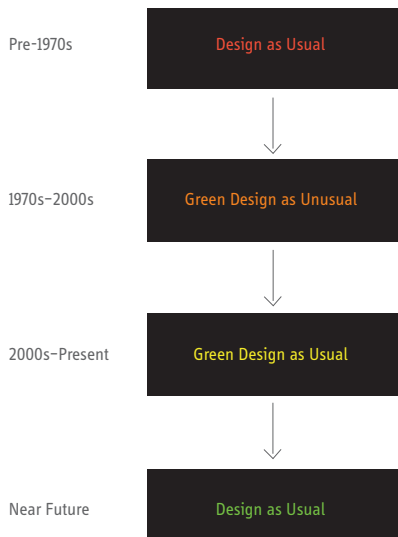 Pre-1970s
Design as Usual
1970s–2000s
Green Design as Unusual
2000s–Present
Green Design as Usual
Near Future
Design as Usual